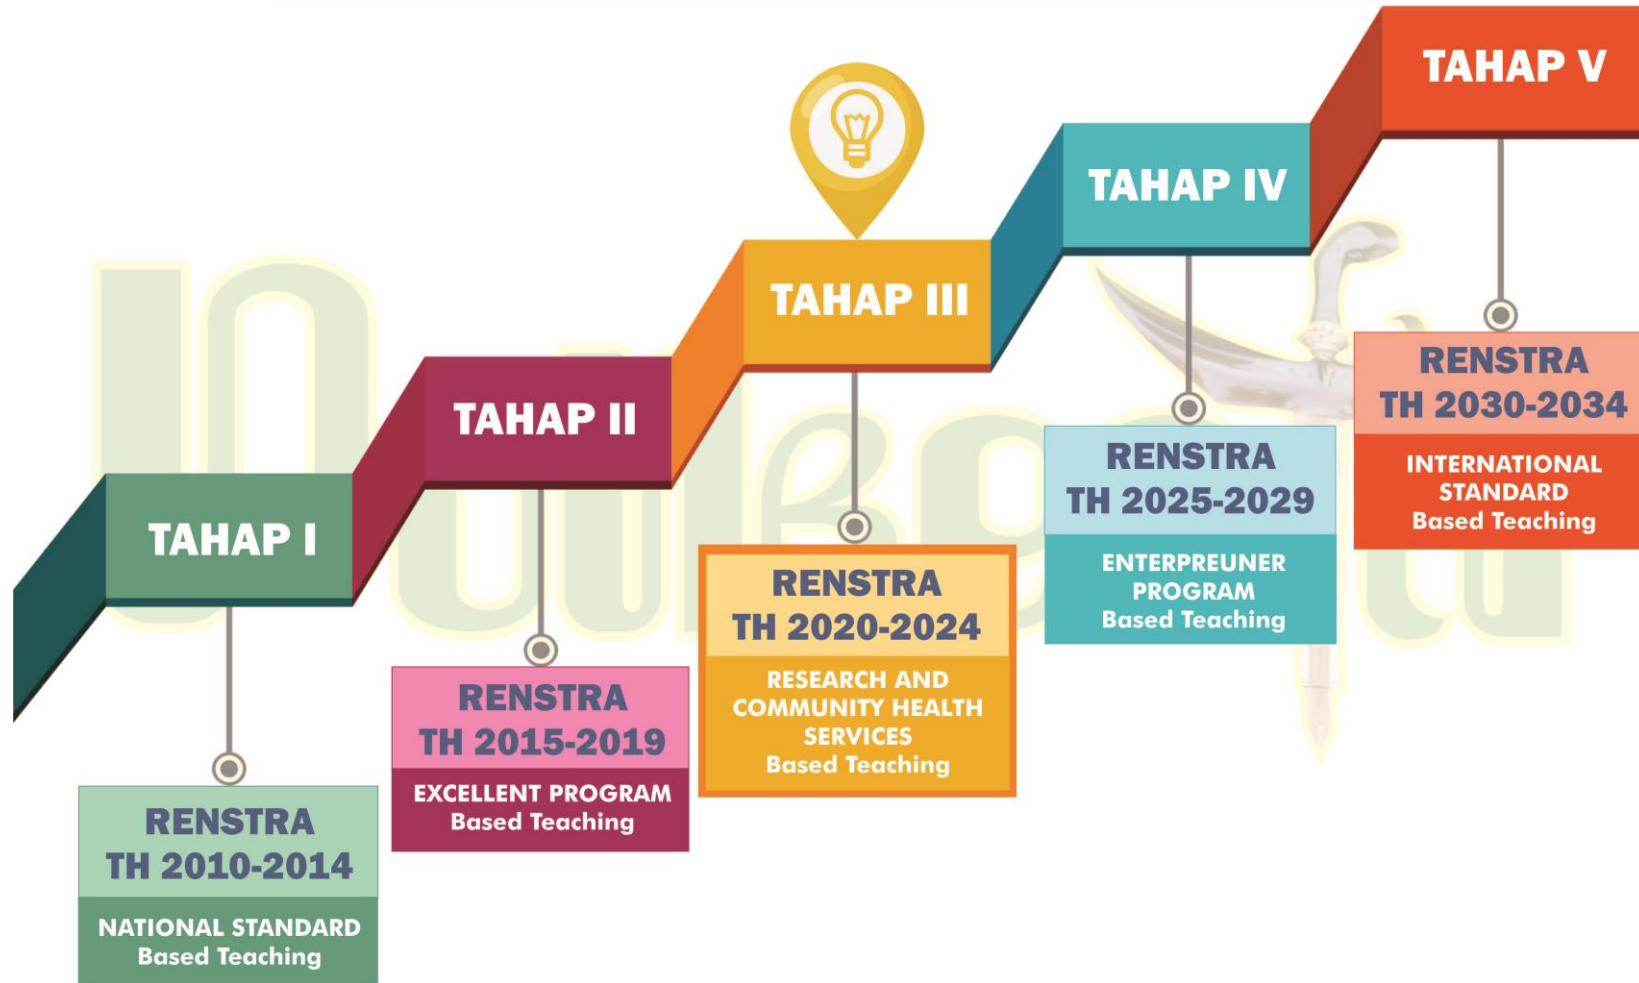 TAHAP I
RENSTRA
TH 2010-2014
NATIONAL STANDARD
Based Teaching
TAHAP II
RENSTRA
TH 2015-2019
EXCELLENT PROGRAM
Based Teaching
TAHAP III
RENSTRA
TH 2020-2024
RESEARCH AND
COMMUNITY HEALTH
SERVICES
Based Teaching
TAHAP IV
RENSTRA
TH 2025-2029
ENTERPREUNER
PROGRAM
Based Teaching
TAHAP V
RENSTRA
TH 2030-2034
INTERNATIONAL
STANDARD
Based Teaching